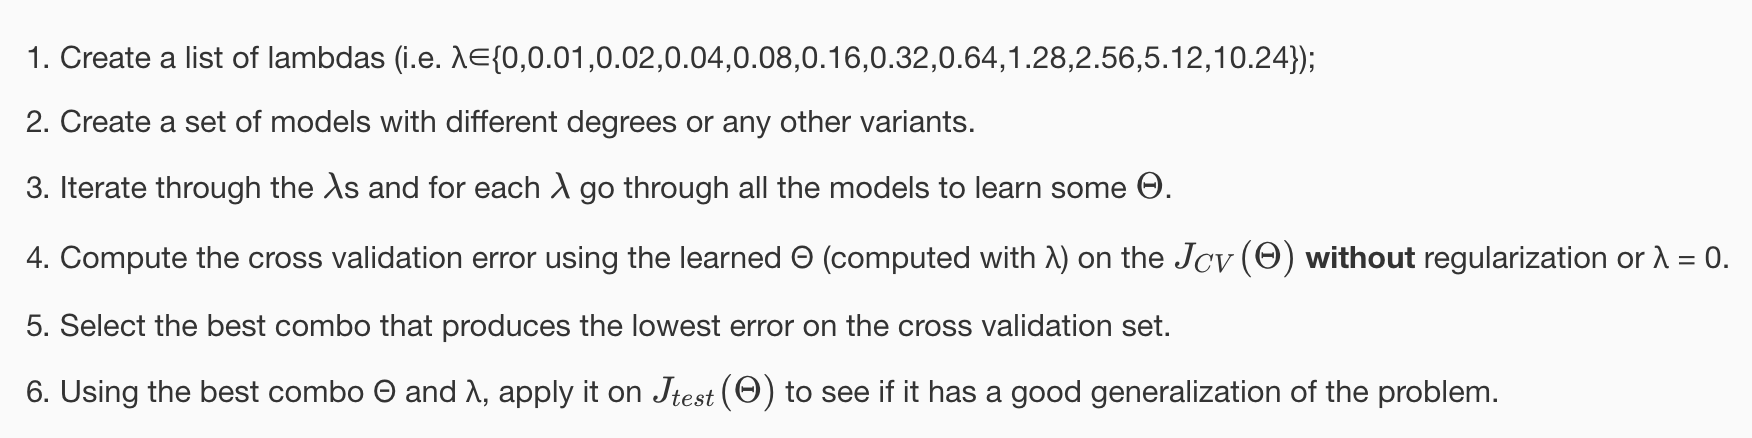 1. Create a list of lambdas (i.e. λ∈{0,0.01,0.02,0.04,0.08,0.16,0.32,0.64,1.28,2.56,5.12,10.24});
2. Create a set of models with different degrees or any other variants.
3. Iterate through the λs and for each λ go through all the models to learn some Θ.
4. Compute the cross validation error using the learned Θ (computed with λ) on the J_{CV}(Θ) without regularization or λ = 0.
5. Select the best combo that produces the lowest error on the cross validation set.
6. Using the best combo Θ and λ, apply it on J_{test}(Θ) to see if it has a good generalization of the problem.